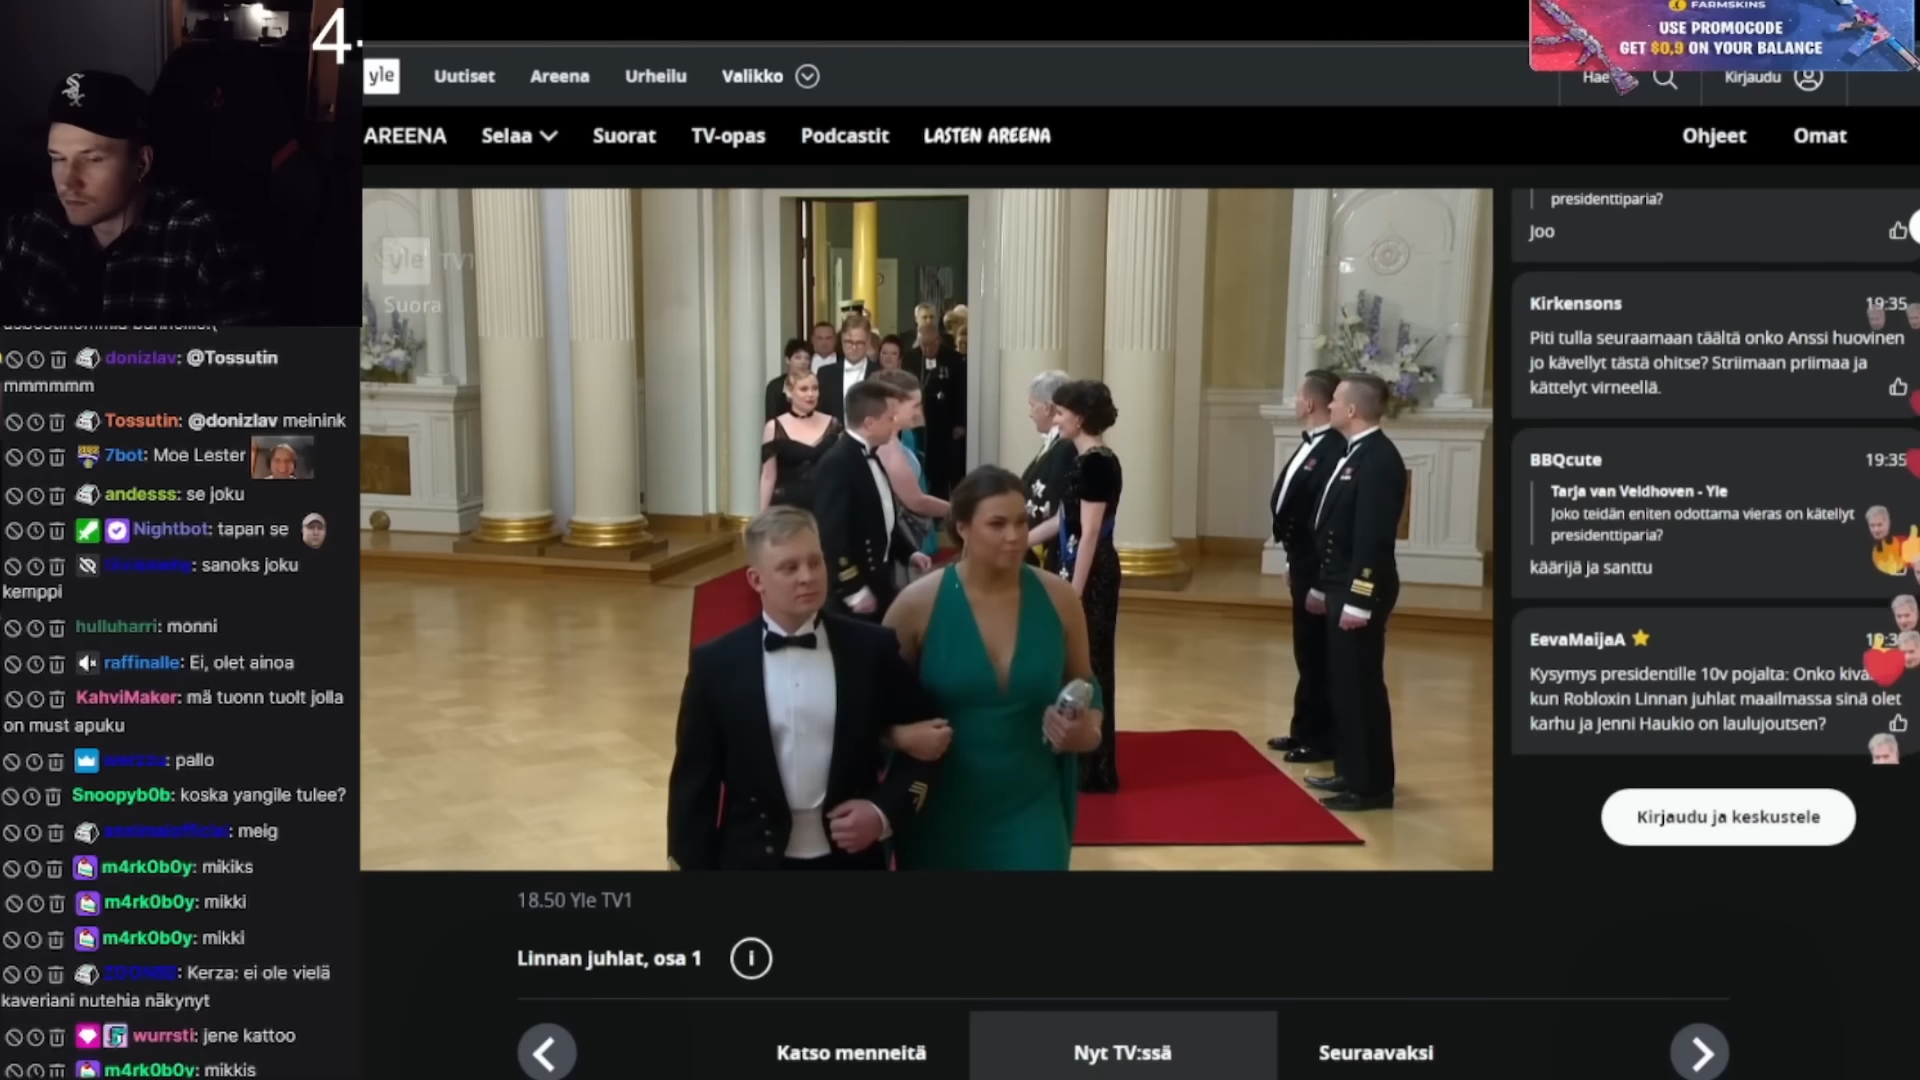 4
FARMSKINS
USE PROMOCODE
GET $0,9 ON YOUR BALANCE
yle
Uutiset
Areena
Urheilu
Valikko
Hae
Kirjaudu
AREENA
Selaa
Suorat
TV-opas
Podcastit
LASTEN AREENA
Ohjeet
Omat
yle TV1
Suora
donizlav: @Tossutin
mmmmmm
Tossutin: @donizlav meinink
7bot: Moe Lester
andesss: se joku
Nightbot: tapan se
sanoks joku
kemppi
hulluharri: monni
raffinalle: Ei, olet ainoa
KahviMaker: mä tuonn tuolt jolla
on must apuku
: pallo
Snoopyb0b: koska yangile tulee?
: meig
m4rk0b0y: mikiks
m4rk0b0y: mikki
m4rk0b0y: mikki
: Kerza: ei ole vielä
kaveriani nutehia näkynyt
wurrsti: jene kattoo
m4rk0b0y: mikkis
presidenttiparia?
Joo
Kirkensons
19:35
Piti tulla seuraamaan täältä onko Anssi huovinen
jo kävellyt tästä ohitse? Striimaan priimaa ja
kättelyt virneellä.
BBQcute
19:35
Tarja van Veldhoven - Yle
Joko teidän eniten odottama vieras on kätellyt
presidenttiparia?
käärijä ja santtu
EevaMaijaA
Kysymys presidentille 10v pojalta: Onko kiva
kun Robloxin Linnan juhlat maailmassa sinä olet
karhu ja Jenni Haukio on laulujoutsen?
Kirjaudu ja keskustele
18.50 Yle TV1
Linnan juhlat, osa 1
i
Katso menneitä
Nyt TV:ssä
Seuraavaksi